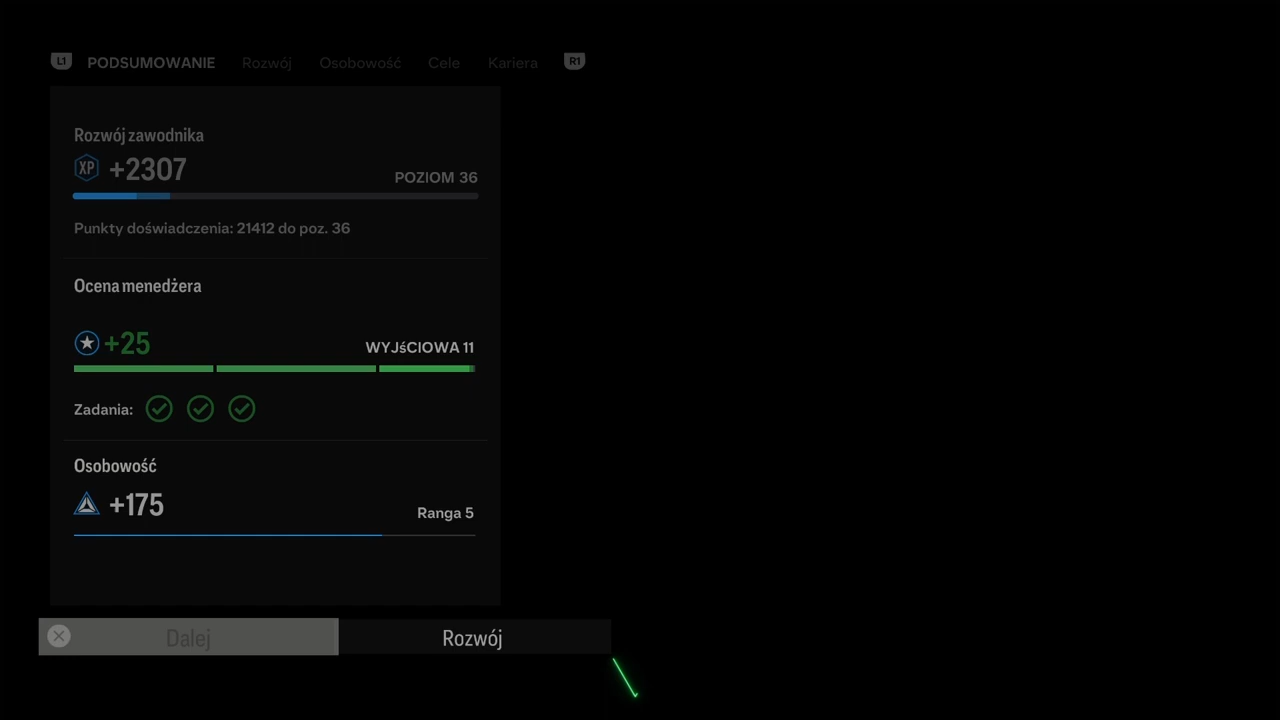 L1 PODSUMOWANIE Rozwój Osobowość Cele Kariera R1
Rozwój zawodnika
XP +2307
POZIOM 36
Punkty doświadczenia: 21412 do poz. 36
Ocena menedżera
+25
WYJśCIOWA 11
Zadania:
Osobowość
+175
Ranga 5
Dalej
Rozwój